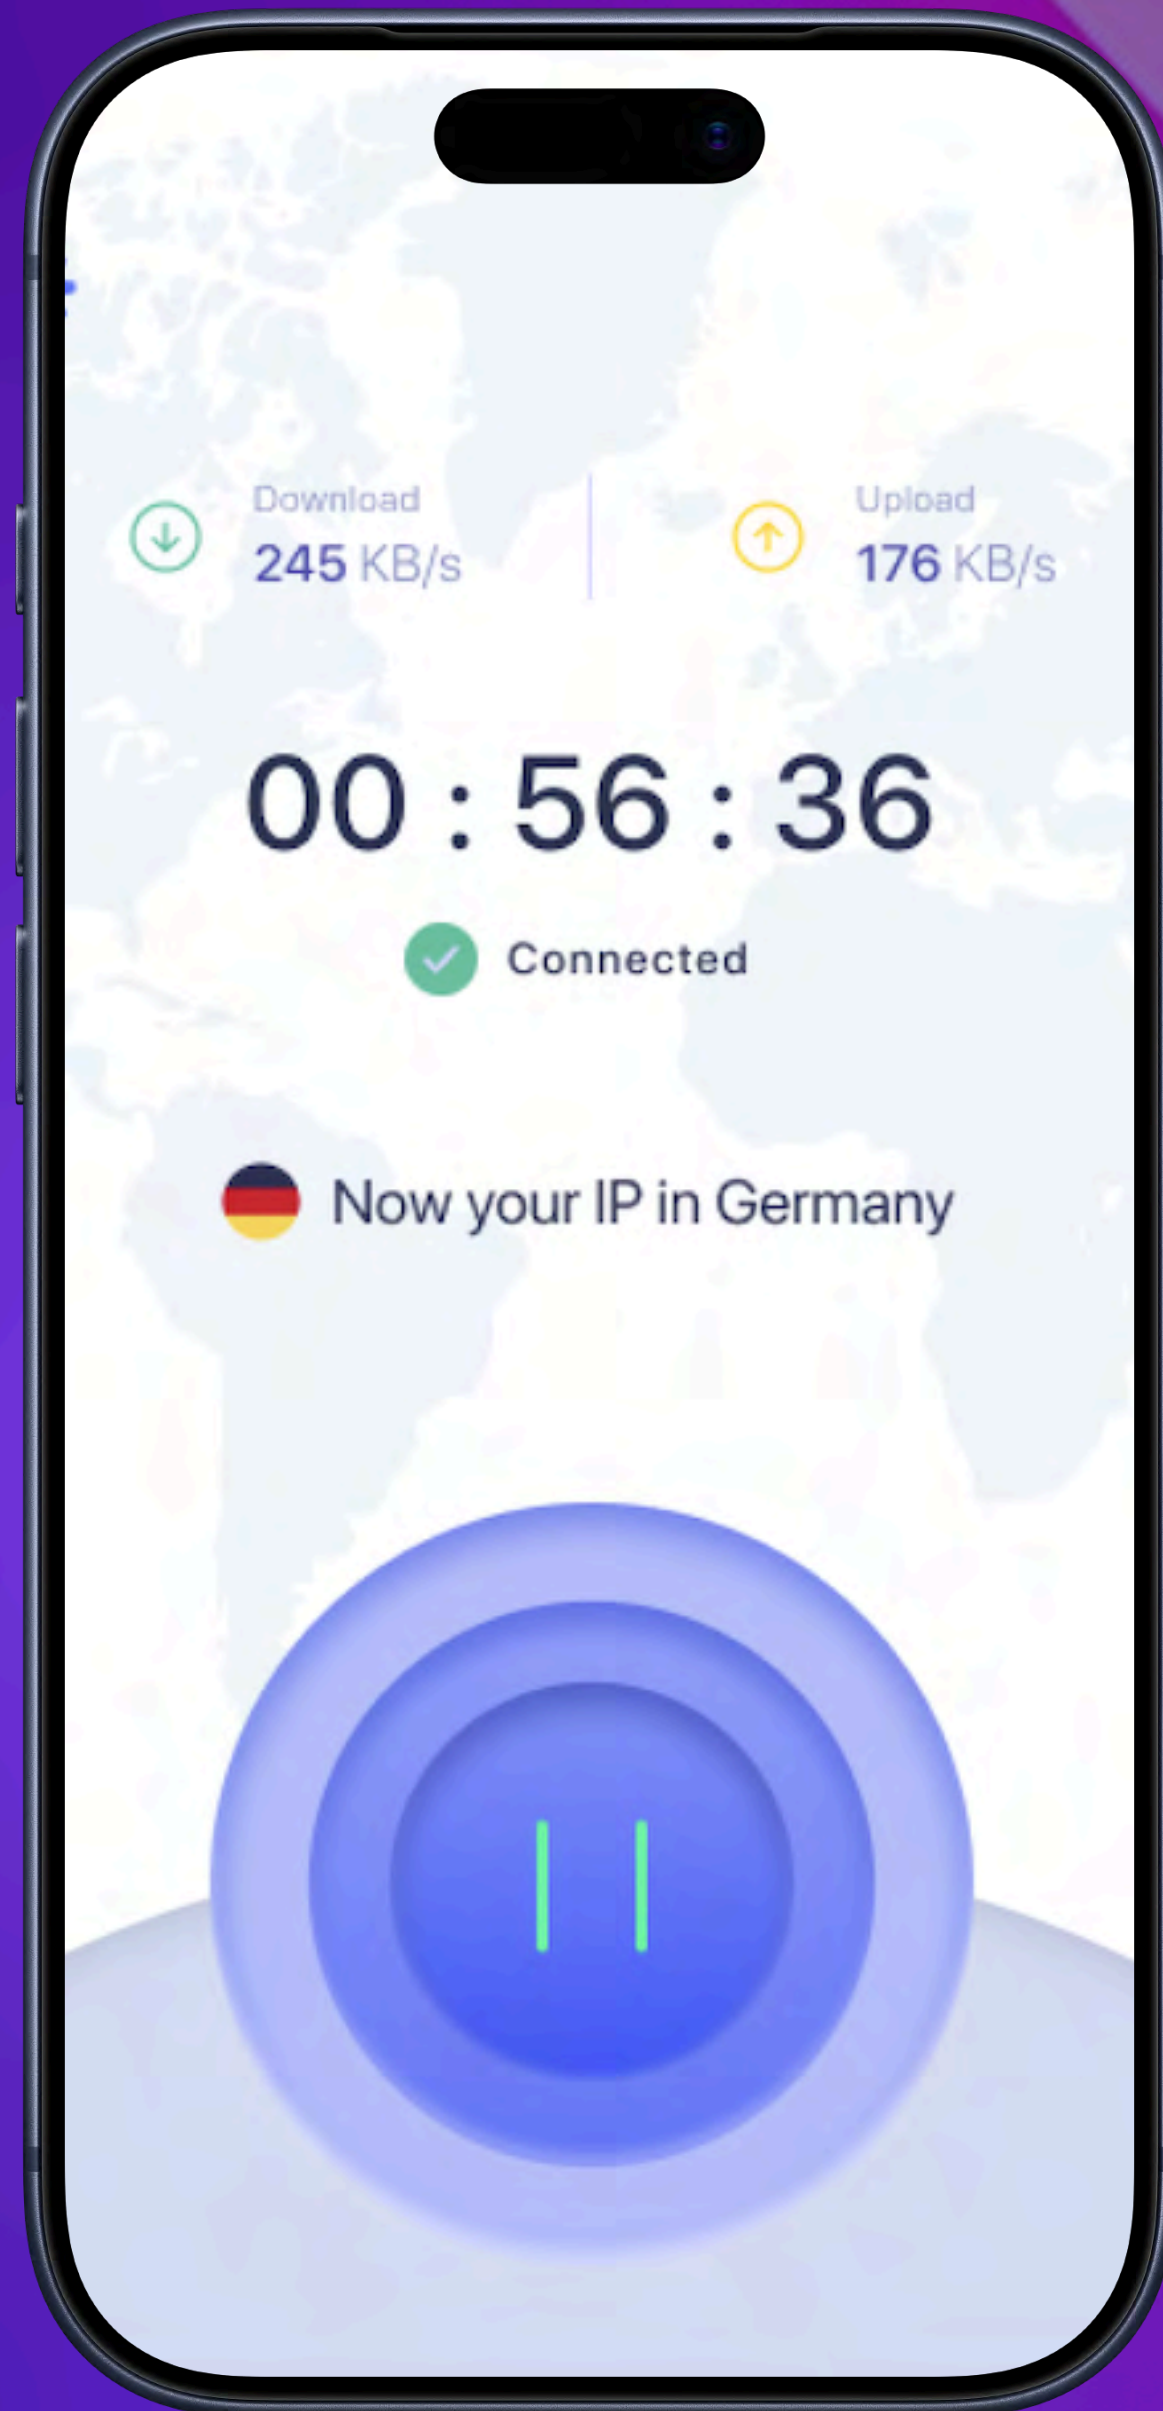 Download
245 KB/s
Upload
176 KB/s
00 : 56 : 36
Connected
Now your IP in Germany